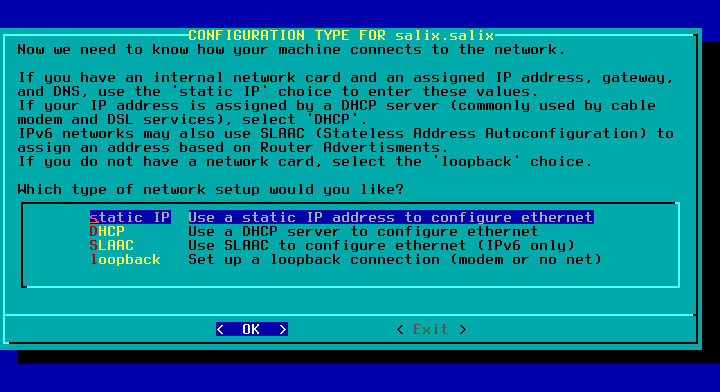 CONFIGURATION TYPE FOR salix.salix
Now we need to know how your machine connects to the network.
If you have an internal network card and an assigned IP address, gateway,
and DNS, use the 'static IP' choice to enter these values.
If your IP address is assigned by a DHCP server (commonly used by cable
modem and DSL services), select 'DHCP'.
IPv6 networks may also use SLAAC (Stateless Address Autoconfiguration) to
assign an address based on Router Advertisments.
If you do not have a network card, select the 'loopback' choice.
Which type of network setup would you like?
static IP  Use a static IP address to configure ethernet
DHCP       Use a DHCP server to configure ethernet
SLAAC      Use SLAAC to configure ethernet (IPv6 only)
loopback   Set up a loopback connection (modem or no net)
<  OK  > < Exit >